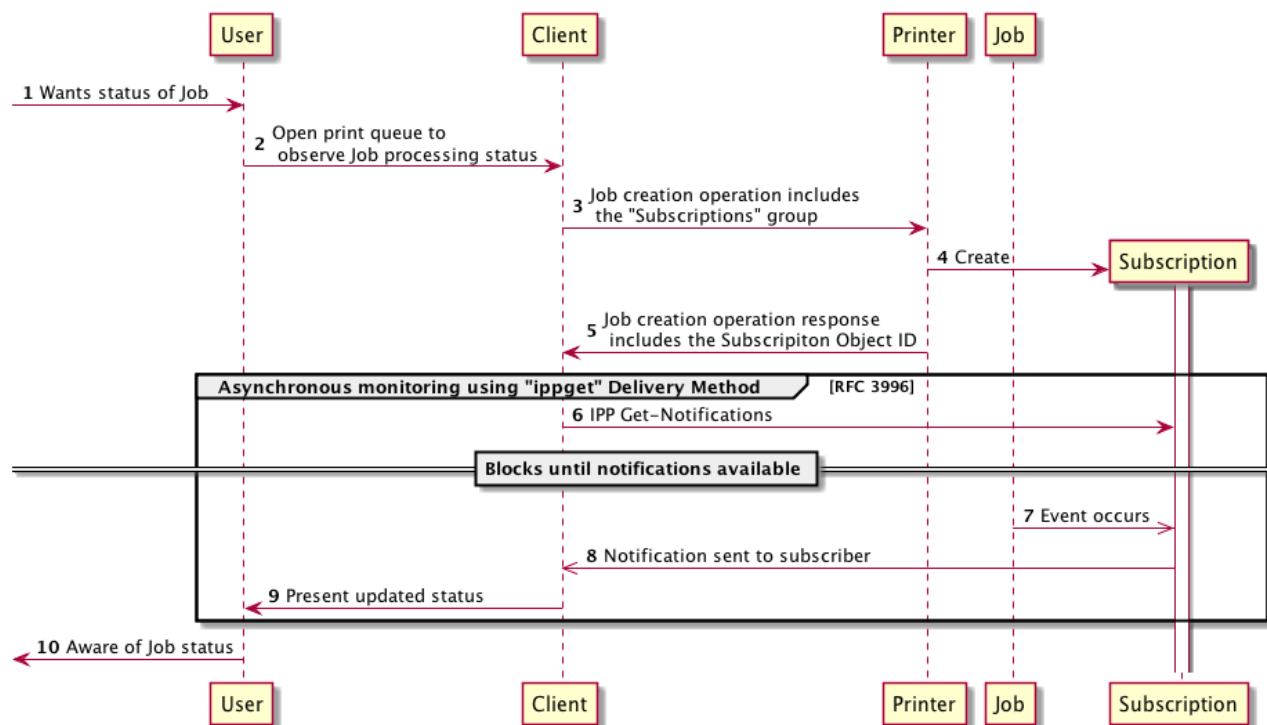 User Client Printer Job
1 Wants status of Job
2 Open print queue to
observe Job processing status
3 Job creation operation includes
the "Subscriptions" group
4 Create
Subscription
5 Job creation operation response
includes the Subscripiton Object ID
Asynchronous monitoring using "ippget" Delivery Method [RFC 3996]
6 IPP Get-Notifications
Blocks until notifications available
7 Event occurs
8 Notification sent to subscriber
9 Present updated status
10 Aware of Job status
User Client Printer Job Subscription